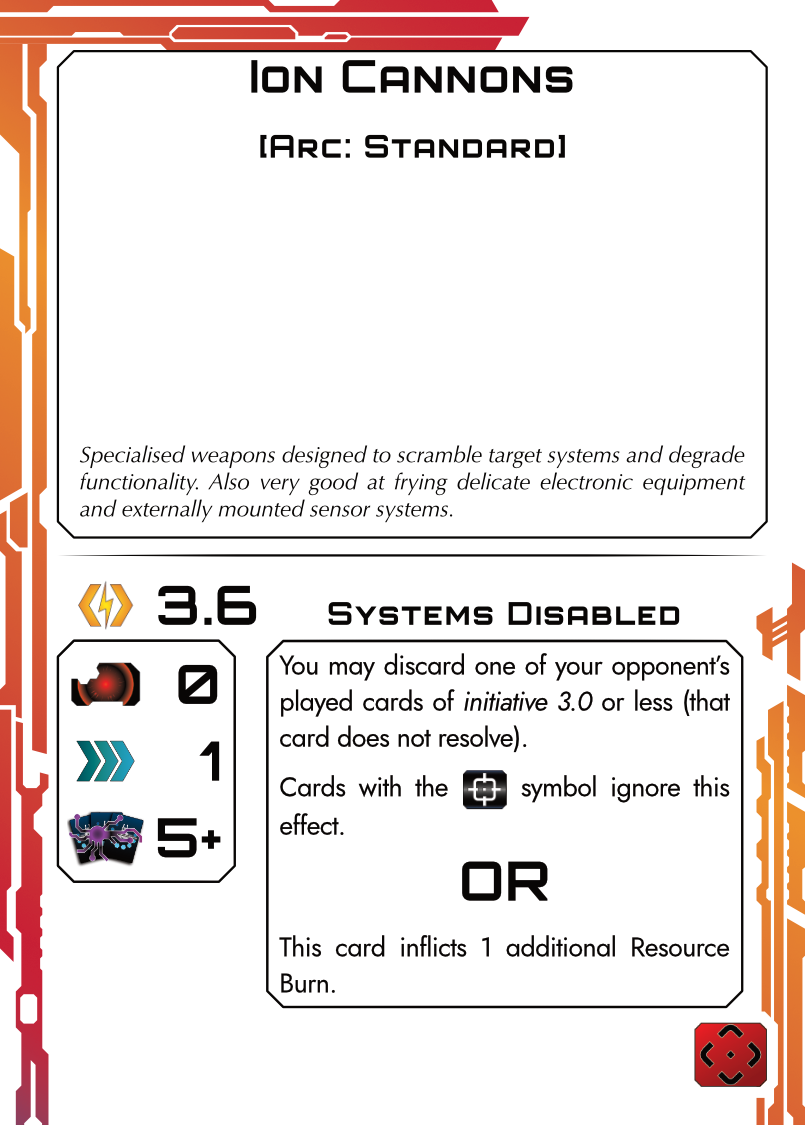 Ion Cannons
[Arc: Standard]
Specialised weapons designed to scramble target systems and degrade
functionality. Also very good at frying delicate electronic equipment
and externally mounted sensor systems.
3.6
Systems Disabled
0
1
5+
You may discard one of your opponent's
played cards of initiative 3.0 or less (that
card does not resolve).
Cards with the symbol ignore this
effect.
OR
This card inflicts 1 additional Resource
Burn.